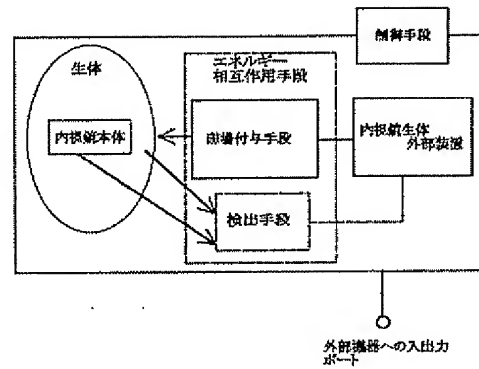 制御手段
生体
エネルギー
相互作用手段
内視鏡本体
磁場付与手段
内視鏡生体
外部装置
検出手段
外部機器への入出力
ポート